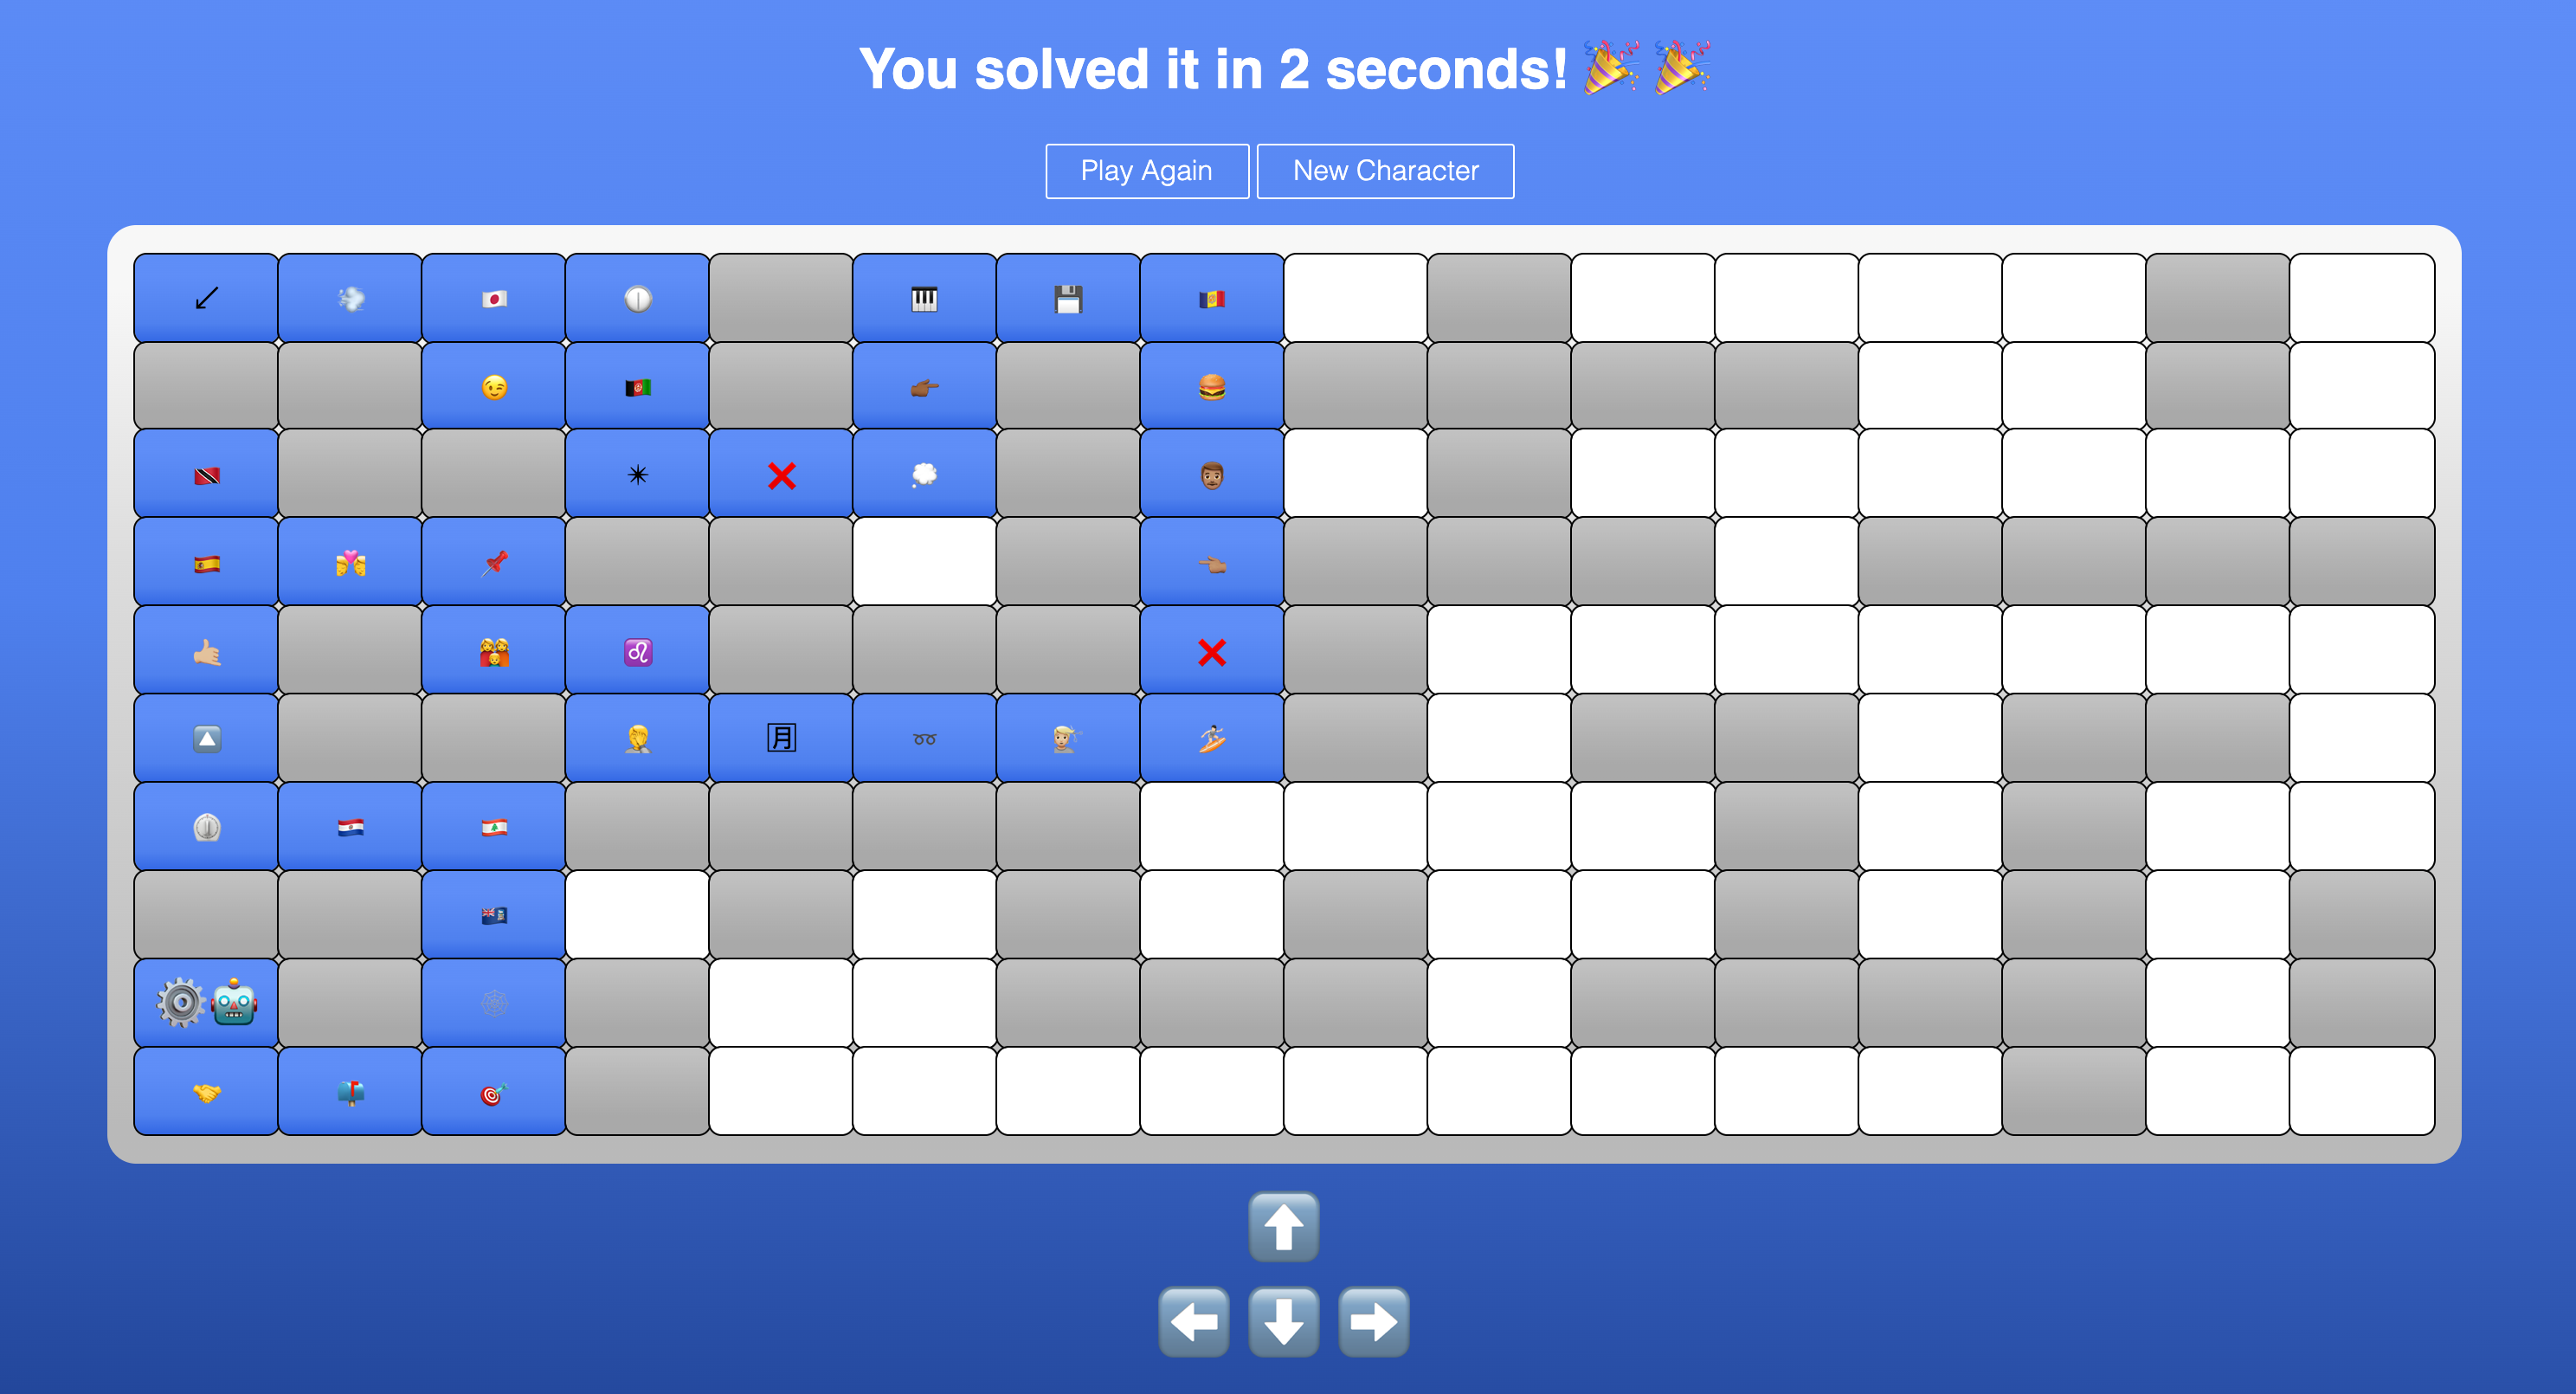 You solved it in 2 seconds! 🎉 🎉
Play Again
New Character
月